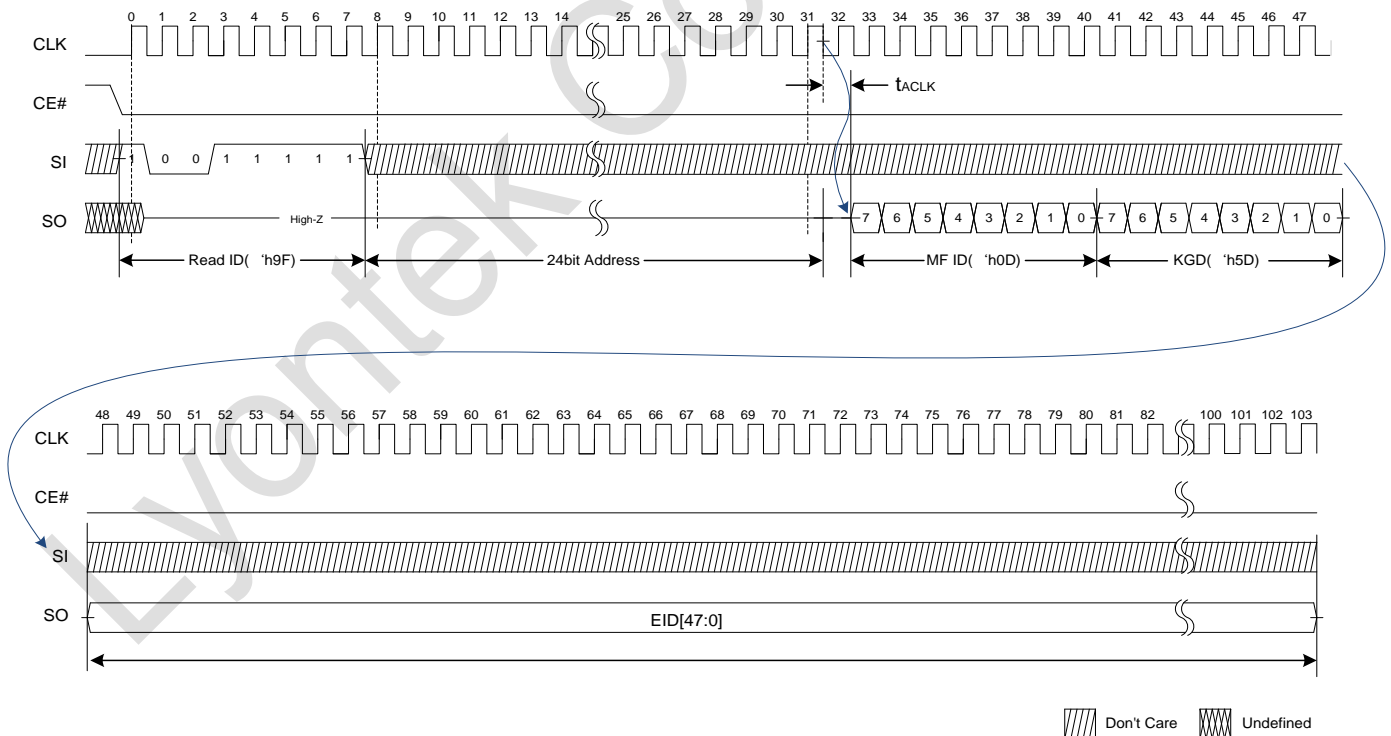 0 1 2 3 4 5 6 7 8 9 10 11 12 13 14 25 26 27 28 29 30 31 32 33 34 35 36 37 38 39 40 41 42 43 44 45 46 47
CLK
tACLK
CE#
SI 1 0 0 1 1 1 1 1
SO High-Z 7 6 5 4 3 2 1 0 7 6 5 4 3 2 1 0
Read ID( 'h9F) 24bit Address MF ID( 'h0D) KGD( 'h5D)
48 49 50 51 52 53 54 55 56 57 58 59 60 61 62 63 64 65 66 67 68 69 70 71 72 73 74 75 76 77 78 79 80 81 82 100 101 102 103
CLK
CE#
SI
SO EID[47:0]
Don't Care Undefined
Lyontek Co